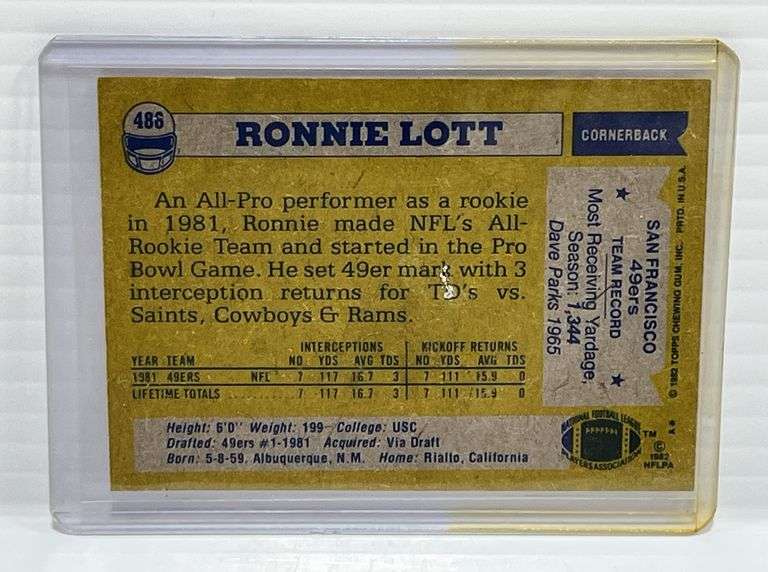 486
RONNIE LOTT
CORNERBACK
An All-Pro performer as a rookie
in 1981, Ronnie made NFL's All-
Rookie Team and started in the Pro
Bowl Game. He set 49er mark with 3
interception returns for TD's vs.
Saints, Cowboys & Rams.
INTERCEPTIONS KICKOFF RETURNS
YEAR TEAM NO YDS AVG TDS NO YDS AVG TDS
1981 49ERS NFL 7 117 16.7 3 7 111 15.9 0
LIFETIME TOTALS 7 117 16.7 3 7 111 15.9 0
Height: 6'0" Weight: 199 College: USC
Drafted: 49ers #1-1981 Acquired: Via Draft
Born: 5-8-59, Albuquerque, N.M. Home: Rialto, California
SAN FRANCISCO
49ers
TEAM RECORD
Most Receiving Yardage,
Season: 1,344
Dave Parks 1965
© 1982 TOPPS CHEWING GUM, INC. PRTD. IN U.S.A.
NATIONAL FOOTBALL LEAGUE
PLAYERS ASSOCIATION
TM
©
1982
NFLPA